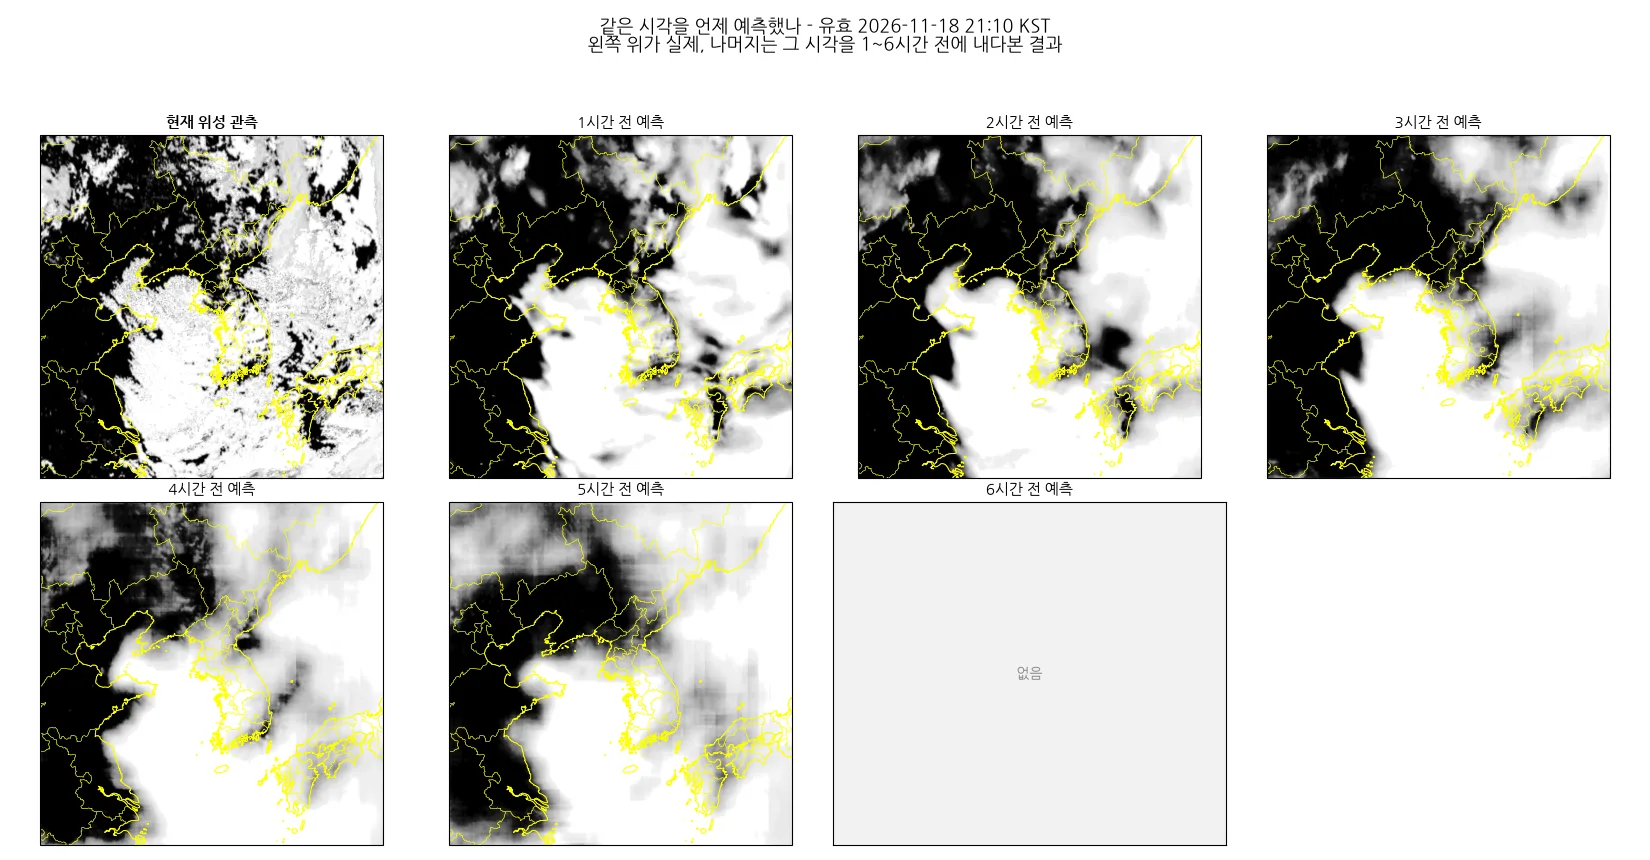 같은 시각을 언제 예측했나 - 유효 2026-11-18 21:10 KST
왼쪽 위가 실제, 나머지는 그 시각을 1~6시간 전에 내다본 결과
현재 위성 관측
1시간 전 예측
2시간 전 예측
3시간 전 예측
4시간 전 예측
5시간 전 예측
6시간 전 예측
없음